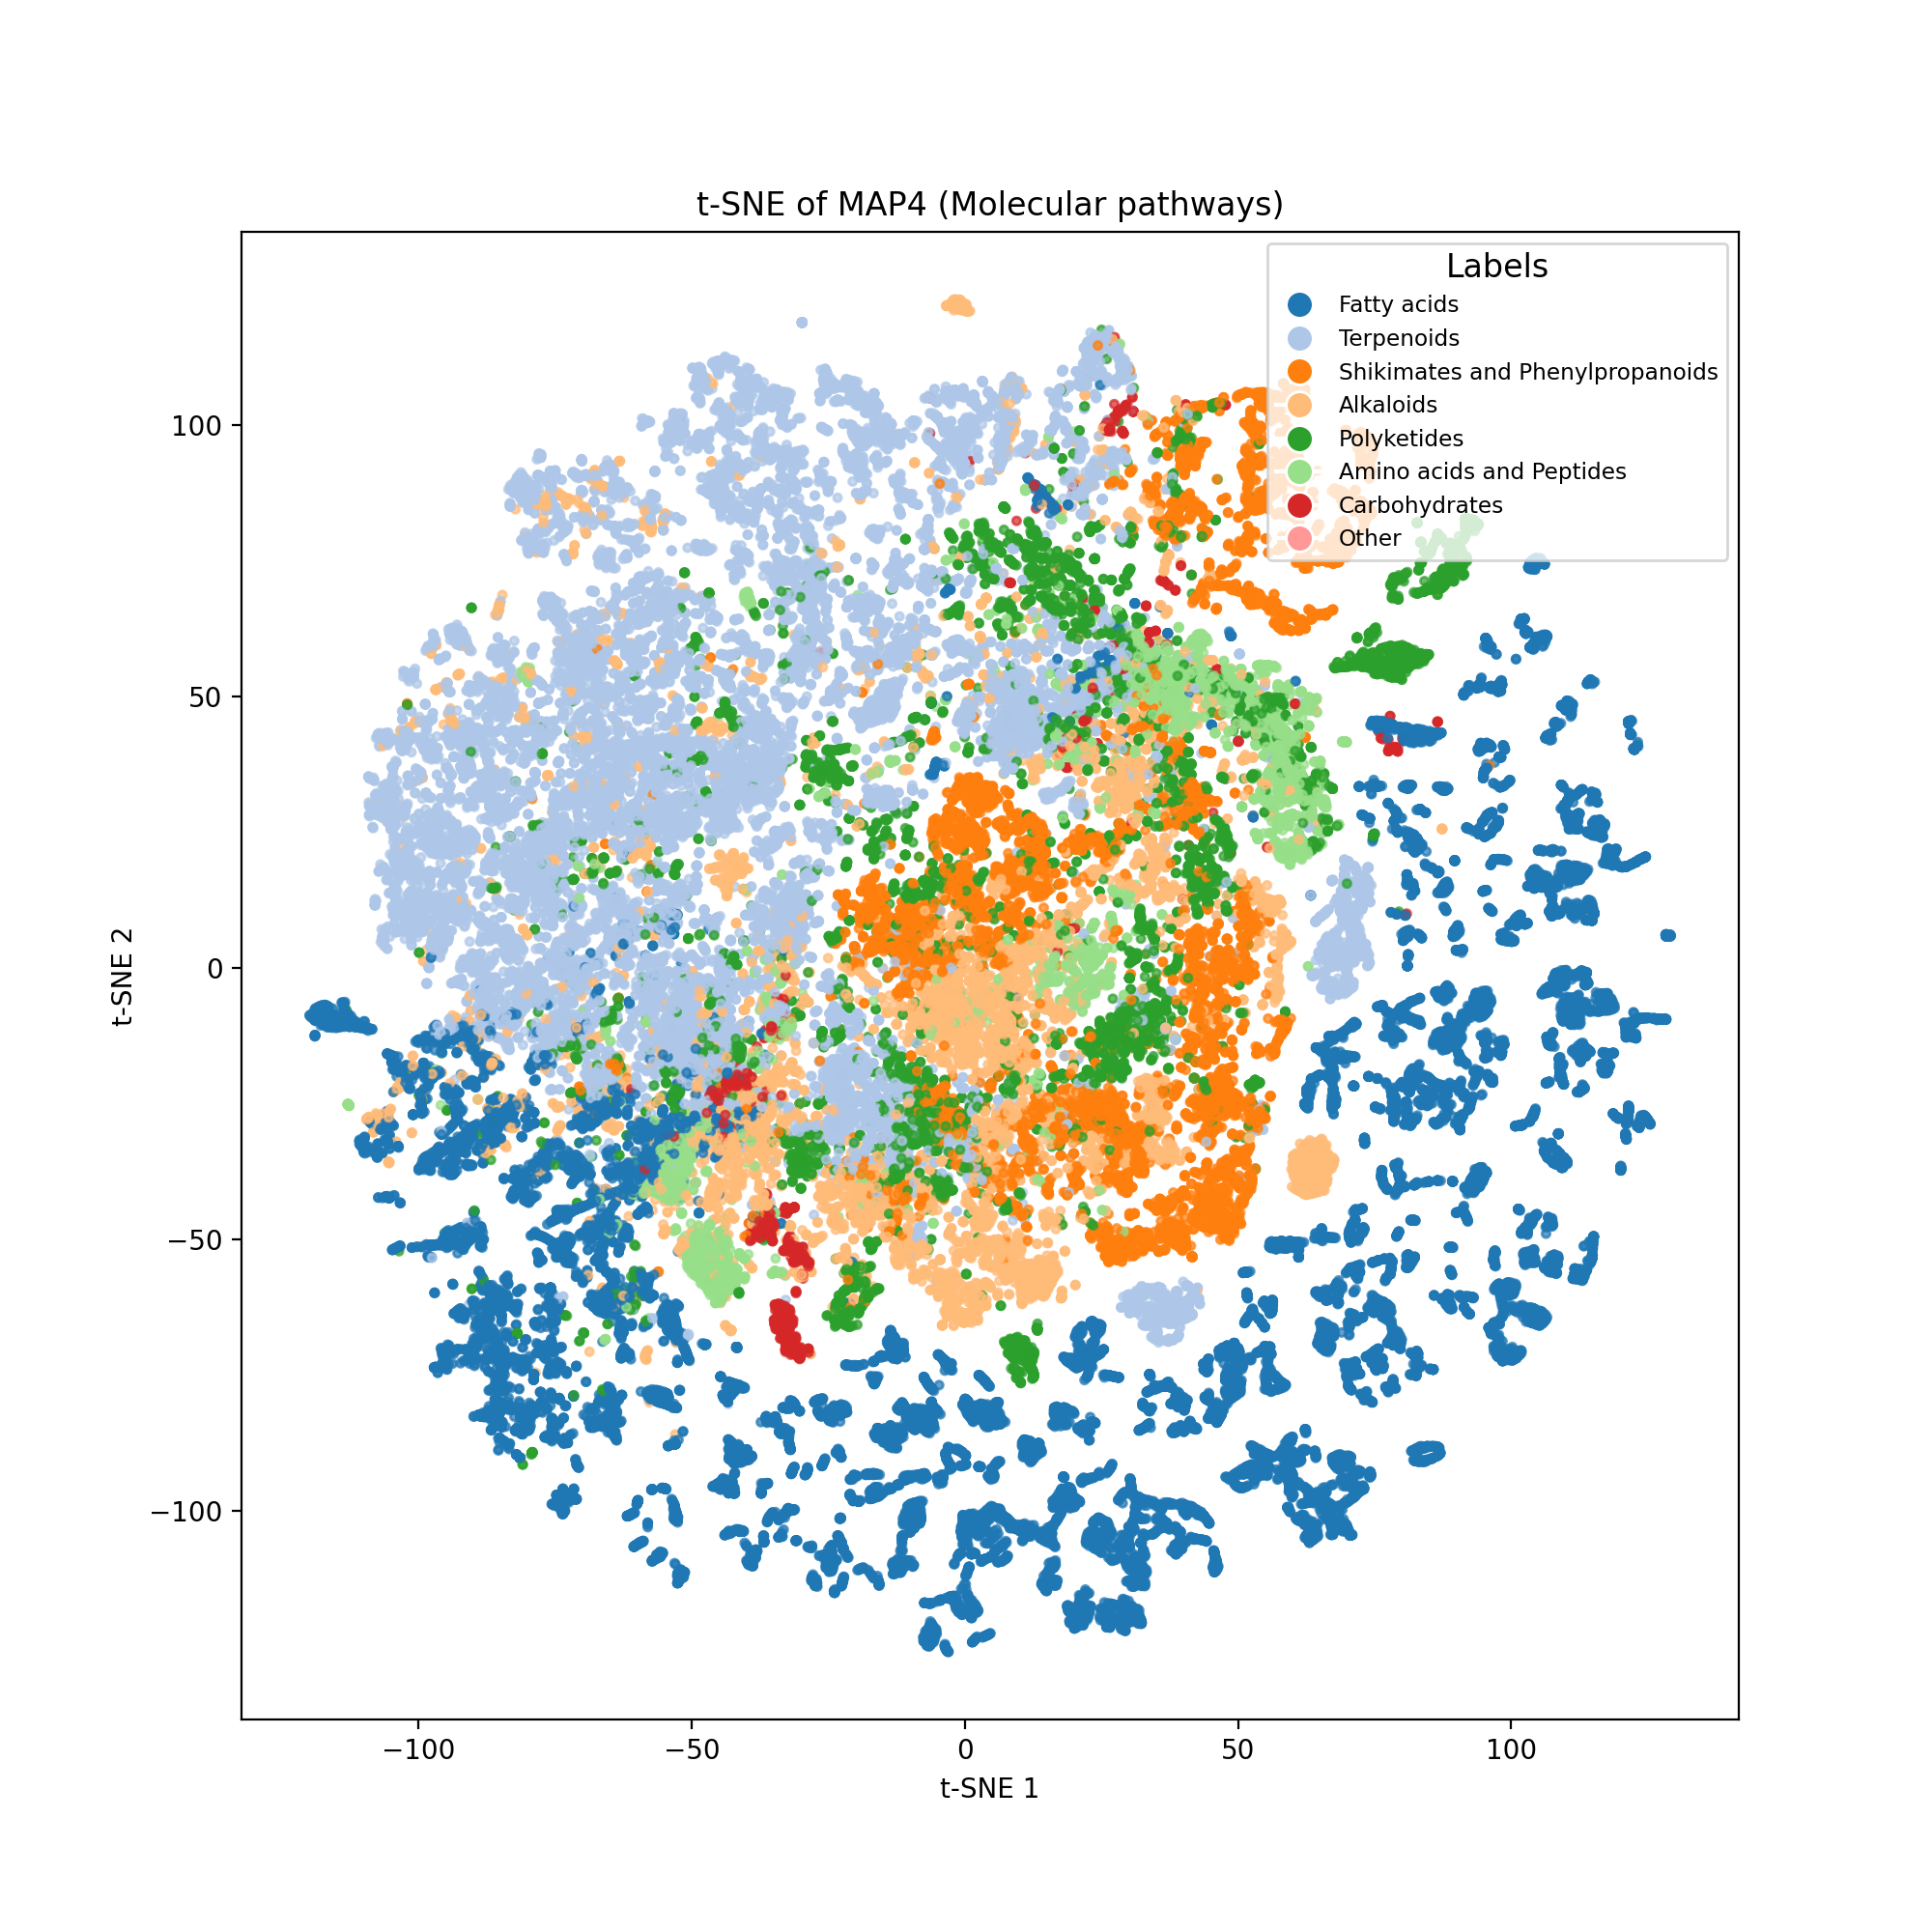 t-SNE of MAP4 (Molecular pathways)
Labels
Fatty acids
Terpenoids
Shikimates and Phenylpropanoids
Alkaloids
Polyketides
Amino acids and Peptides
Carbohydrates
Other
100
50
0
−50
−100
t-SNE 2
−100
−50
0
50
100
t-SNE 1